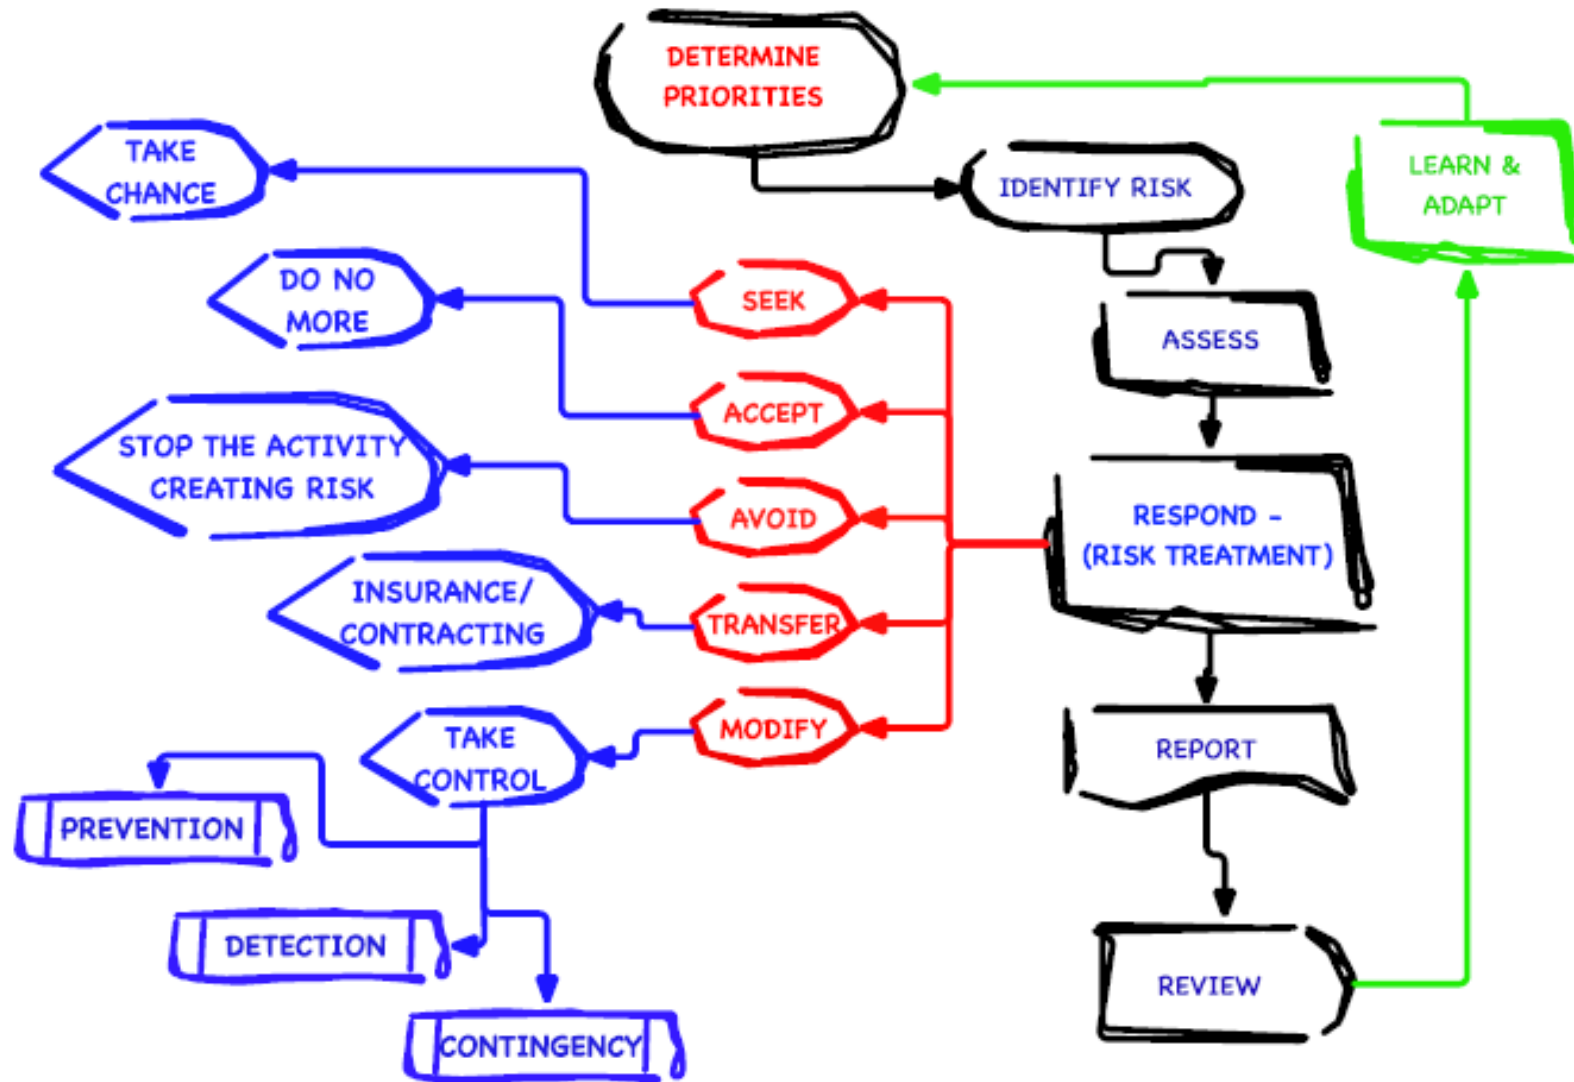 DETERMINE
PRIORITIES
IDENTIFY RISK
LEARN &
ADAPT
TAKE
CHANCE
DO NO
MORE
SEEK
ASSESS
ACCEPT
STOP THE ACTIVITY
CREATING RISK
AVOID
RESPOND -
(RISK TREATMENT)
INSURANCE/
CONTRACTING
TRANSFER
MODIFY
TAKE
CONTROL
REPORT
PREVENTION
DETECTION
REVIEW
CONTINGENCY